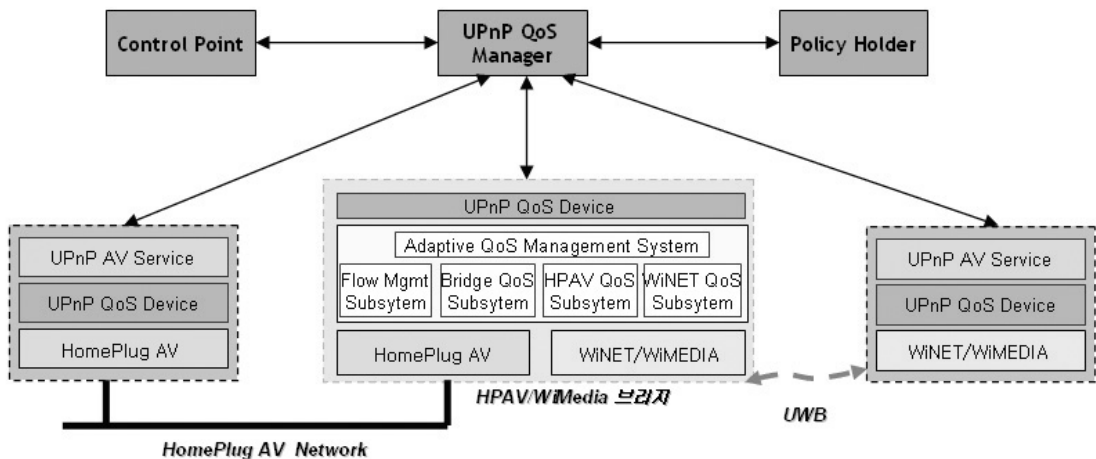 Control Point
UPnP QoS
Manager
Policy Holder
UPnP QoS Device
Adaptive QoS Management System
Flow Mgmt
Subsytem
Bridge QoS
Subsytem
HPAV QoS
Subsytem
WiNET QoS
Subsytem
HomePlug AV
WiNET/WiMEDIA
UPnP AV Service
UPnP QoS Device
HomePlug AV
UPnP AV Service
UPnP QoS Device
WiNET/WiMEDIA
HPAV/WiMedia 브리지
UWB
HomePlug AV Network